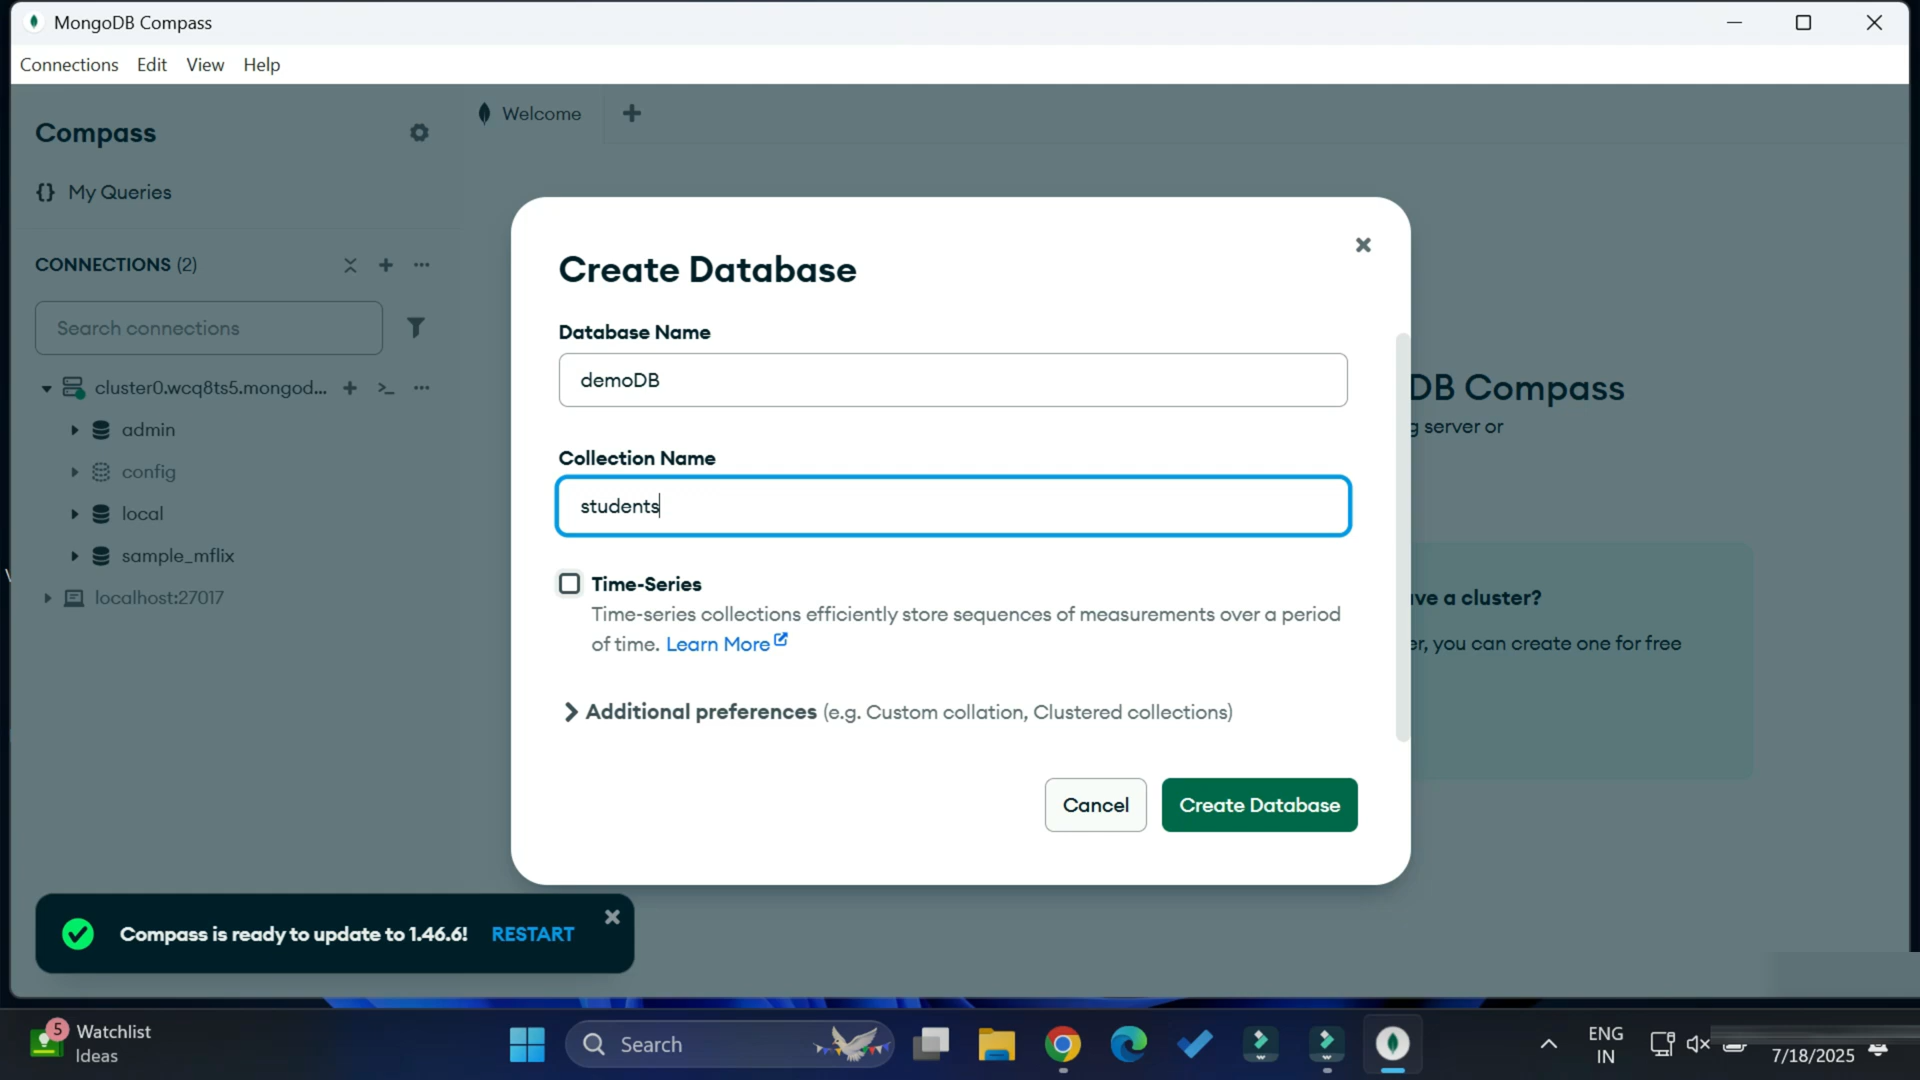 MongoDB Compass
Connections Edit View Help
Compass
Welcome
{} My Queries
CONNECTIONS (2)
Search connections
cluster0.wcq8ts5.mongod...
admin
config
local
sample_mflix
localhost:27017
Create Database
Database Name
demoDB
Collection Name
students
Time-Series
Time-series collections efficiently store sequences of measurements over a period
of time. Learn More
Additional preferences (e.g. Custom collation, Clustered collections)
Cancel
Create Database
DB Compass
server or
a cluster?
, you can create one for free
Compass is ready to update to 1.46.6! RESTART
5
Watchlist
Ideas
Search
ENG
IN
7/18/2025